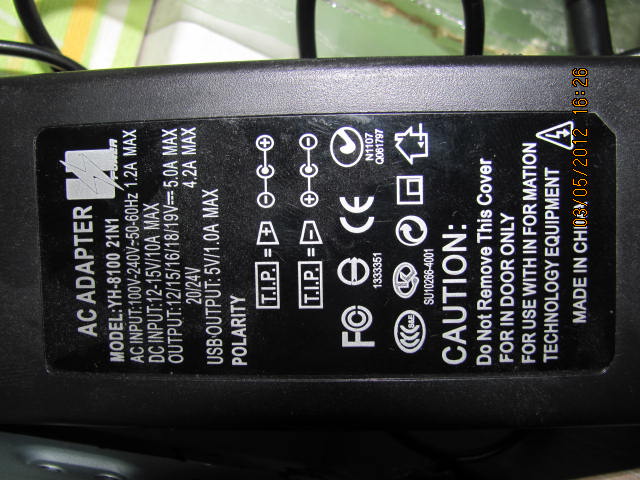 AC ADAPTER
MODEL:YH-8100 21N1
AC INPUT:100V-240V~50-60Hz 1.2A MAX
DC INPUT:12-15V/10A MAX
OUTPUT:12/15/16/18/19V⎓5.0A MAX
20/24V 4.2A MAX
USB OUTPUT: 5V/1.0A MAX
POLARITY
T.I.P. = +
T.I.P. = -
N1107
Q061797
CE
1333351
FC
SU10266-4001
CAUTION:
Do Not Remove This Cover
FOR IN DOOR ONLY
FOR USE WITH IN FOR MATION
TECHNOLOGY EQUIPMENT
MADE IN CHINA
03/05/2012 16:26